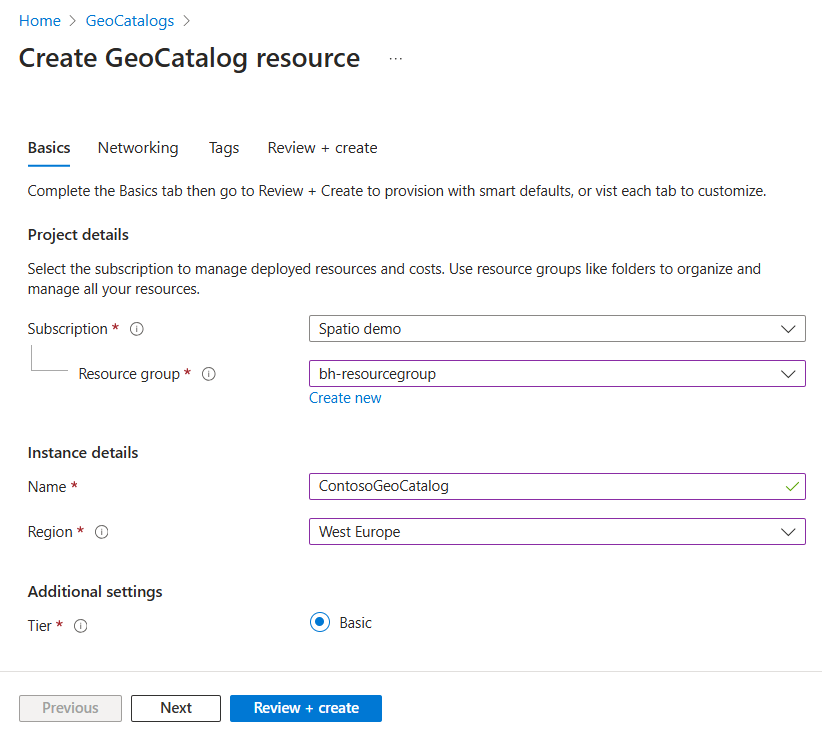 Home > GeoCatalogs >
Create GeoCatalog resource ...
Basics Networking Tags Review + create
Complete the Basics tab then go to Review + Create to provision with smart defaults, or vist each tab to customize.
Project details
Select the subscription to manage deployed resources and costs. Use resource groups like folders to organize and
manage all your resources.
Subscription * Spatio demo
Resource group * bh-resourcegroup
Create new
Instance details
Name * ContosoGeoCatalog
Region * West Europe
Additional settings
Tier * Basic
Previous Next Review + create